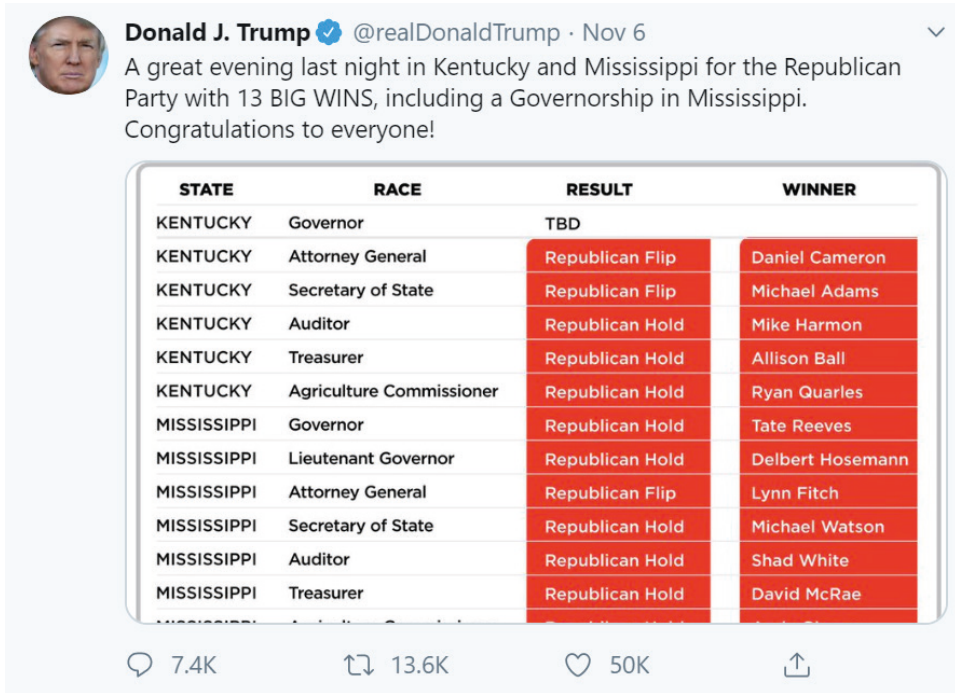 Donald J. Trump @realDonaldTrump · Nov 6
A great evening last night in Kentucky and Mississippi for the Republican
Party with 13 BIG WINS, including a Governorship in Mississippi.
Congratulations to everyone!
STATE RACE RESULT WINNER
KENTUCKY Governor TBD
KENTUCKY Attorney General Republican Flip Daniel Cameron
KENTUCKY Secretary of State Republican Flip Michael Adams
KENTUCKY Auditor Republican Hold Mike Harmon
KENTUCKY Treasurer Republican Hold Allison Ball
KENTUCKY Agriculture Commissioner Republican Hold Ryan Quarles
MISSISSIPPI Governor Republican Hold Tate Reeves
MISSISSIPPI Lieutenant Governor Republican Hold Delbert Hosemann
MISSISSIPPI Attorney General Republican Flip Lynn Fitch
MISSISSIPPI Secretary of State Republican Hold Michael Watson
MISSISSIPPI Auditor Republican Hold Shad White
MISSISSIPPI Treasurer Republican Hold David McRae
7.4K 13.6K 50K